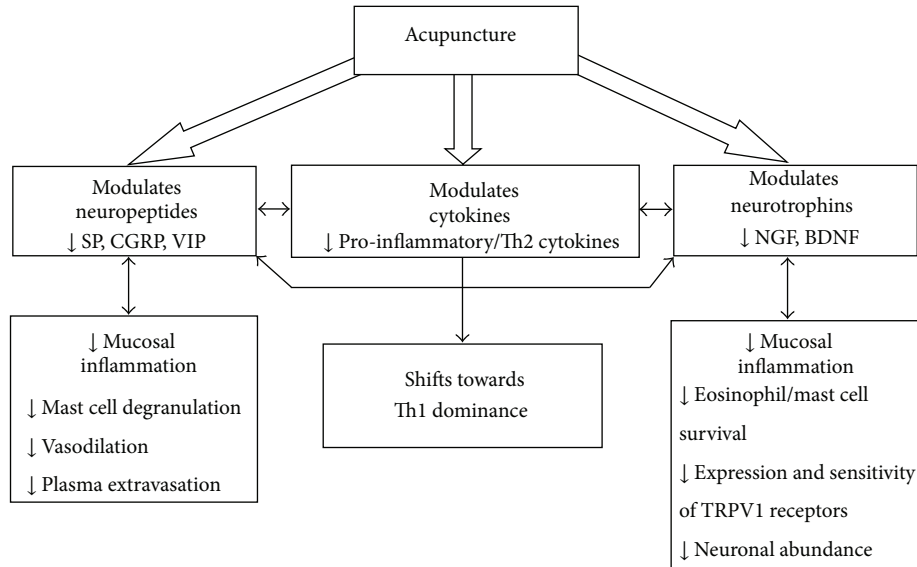 Acupuncture
Modulates
neuropeptides
↓ SP, CGRP, VIP
Modulates
cytokines
↓ Pro-inflammatory/Th2 cytokines
Modulates
neurotrophins
↓ NGF, BDNF
↓ Mucosal
inflammation
↓ Mast cell degranulation
↓ Vasodilation
↓ Plasma extravasation
Shifts towards
Th1 dominance
↓ Mucosal
inflammation
↓ Eosinophil/mast cell
survival
↓ Expression and sensitivity
of TRPV1 receptors
↓ Neuronal abundance